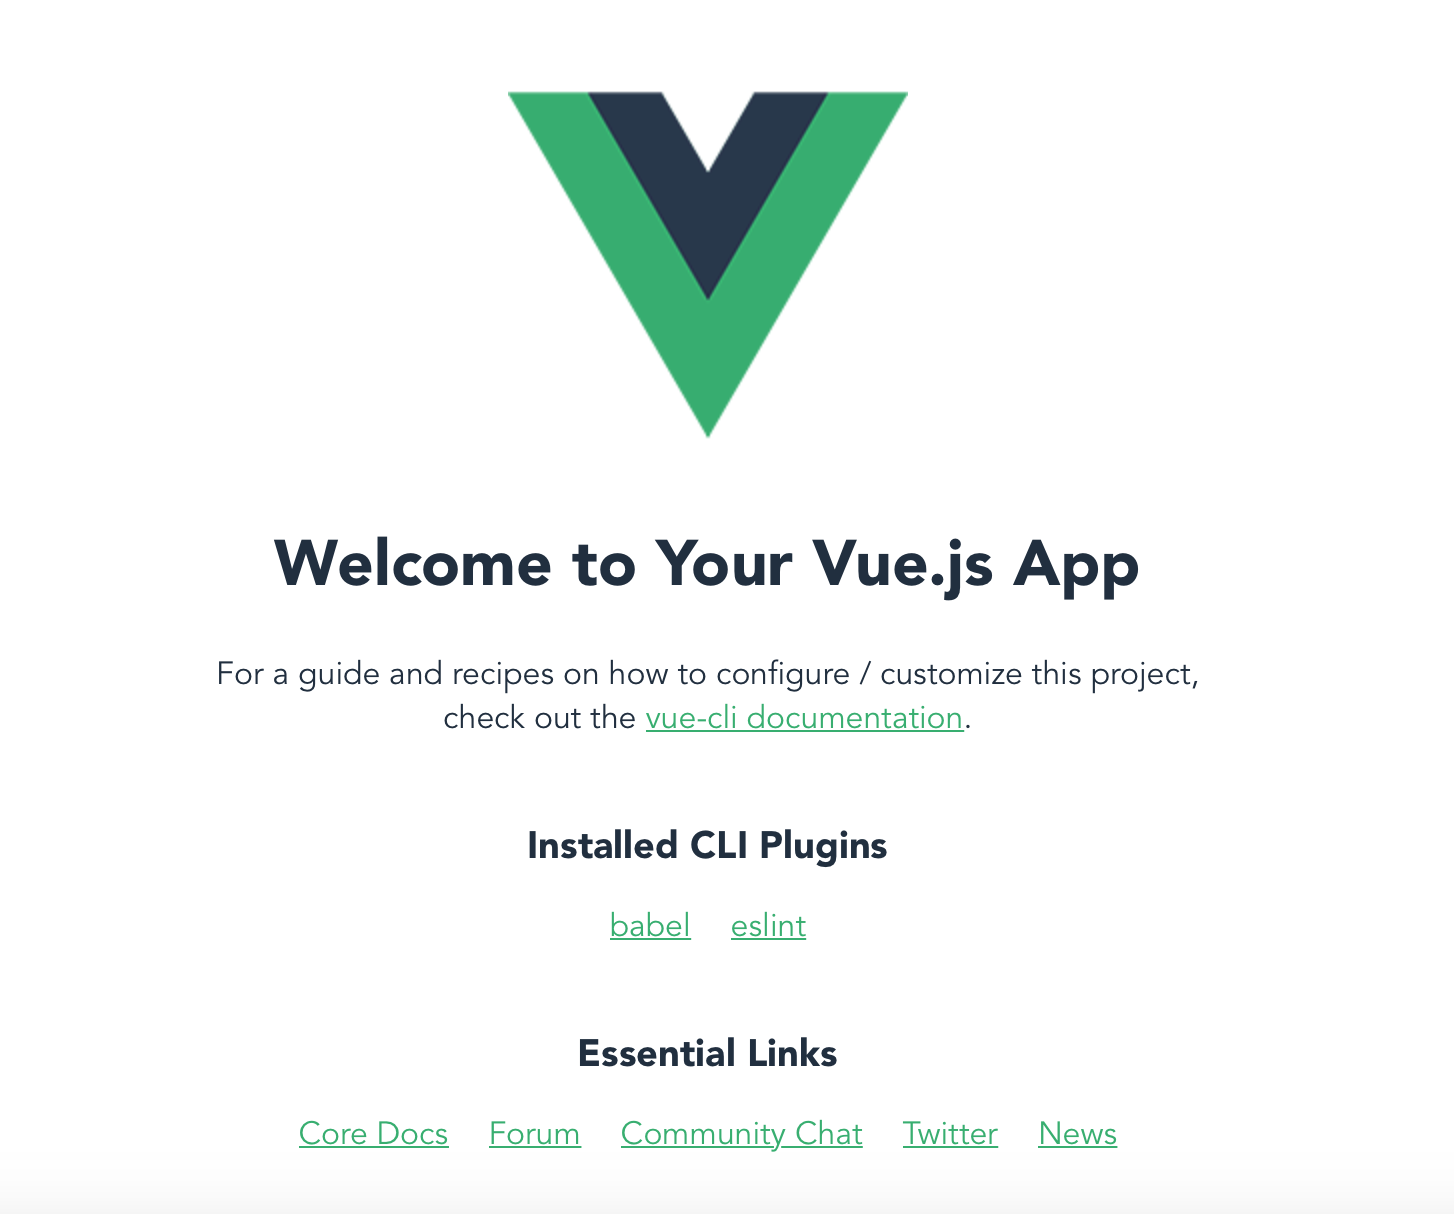 Welcome to Your Vue.js App
For a guide and recipes on how to configure / customize this project,
check out the vue-cli documentation.
Installed CLI Plugins
babel eslint
Essential Links
Core Docs Forum Community Chat Twitter News